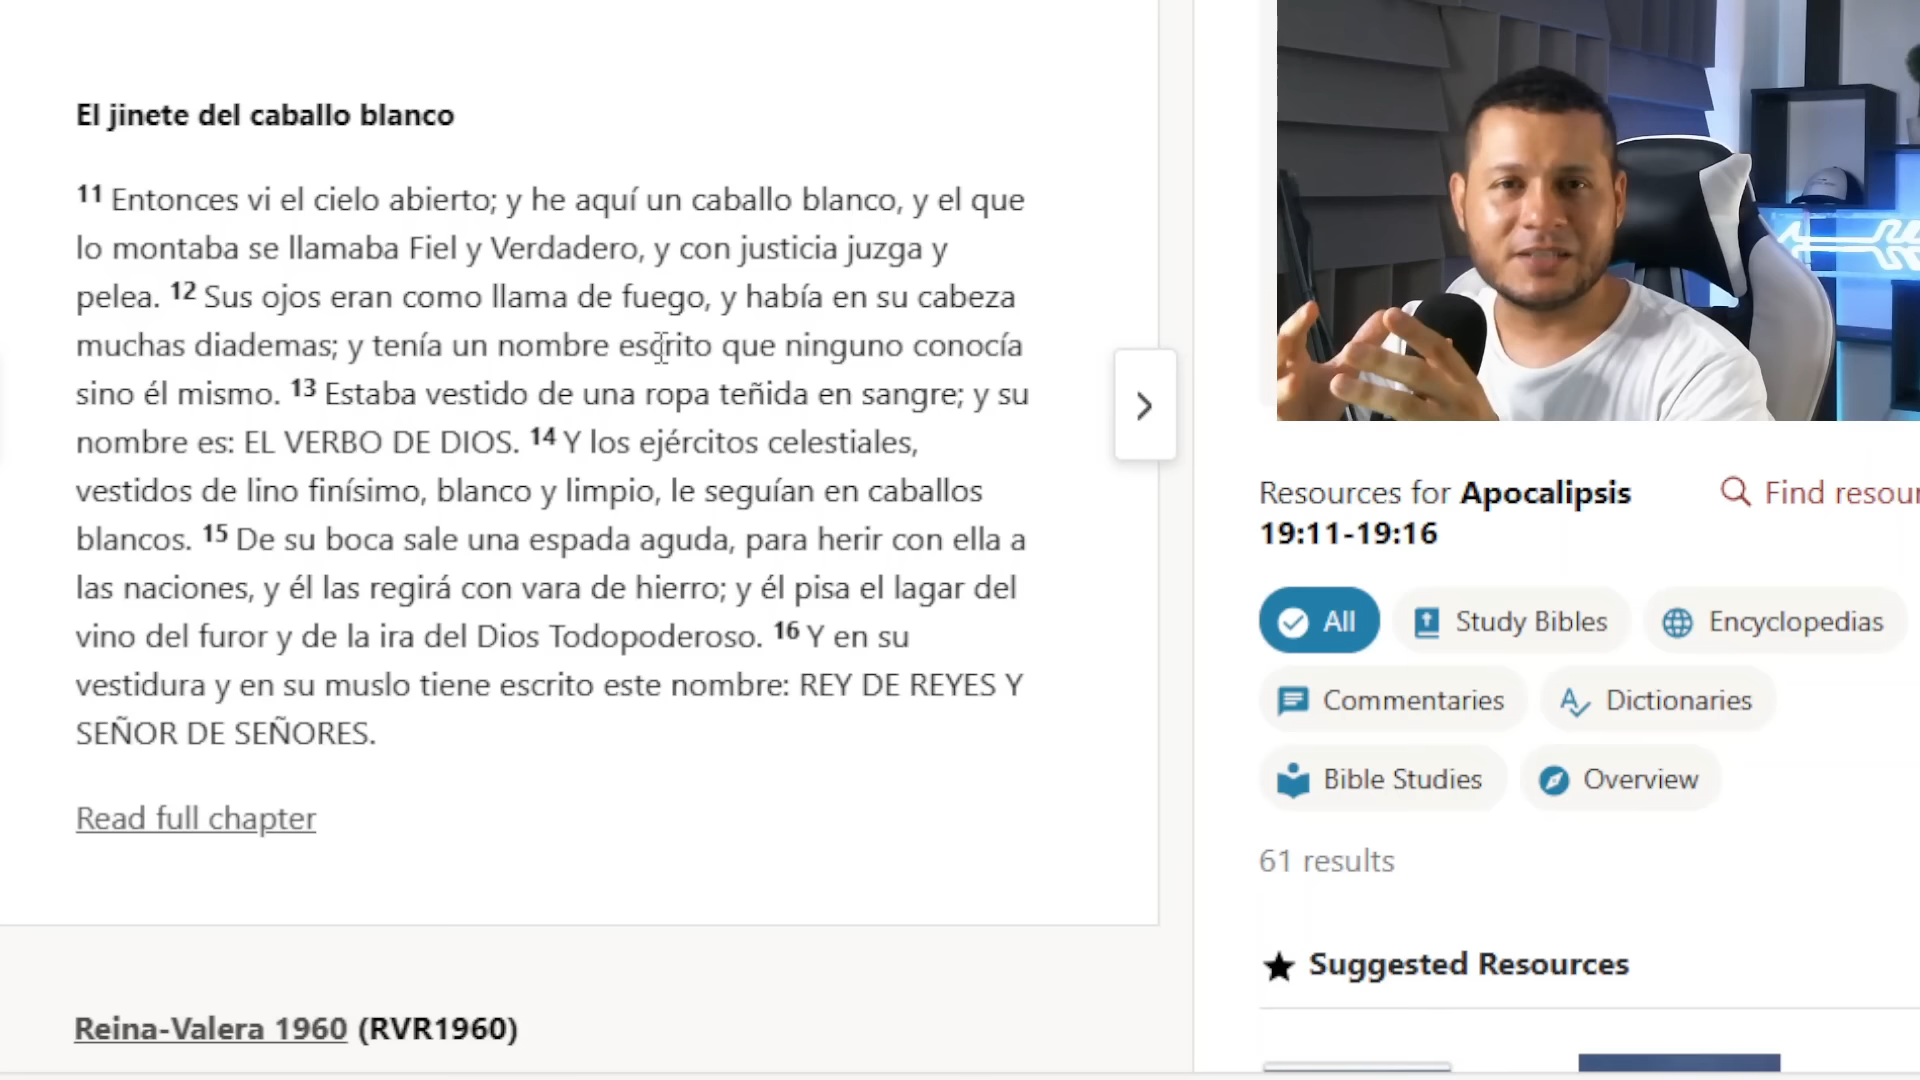 El jinete del caballo blanco
11 Entonces vi el cielo abierto; y he aquí un caballo blanco, y el que
lo montaba se llamaba Fiel y Verdadero, y con justicia juzga y
pelea. 12 Sus ojos eran como llama de fuego, y había en su cabeza
muchas diademas; y tenía un nombre escrito que ninguno conocía
sino él mismo. 13 Estaba vestido de una ropa teñida en sangre; y su
nombre es: EL VERBO DE DIOS. 14 Y los ejércitos celestiales,
vestidos de lino finísimo, blanco y limpio, le seguían en caballos
blancos. 15 De su boca sale una espada aguda, para herir con ella a
las naciones, y él las regirá con vara de hierro; y él pisa el lagar del
vino del furor y de la ira del Dios Todopoderoso. 16 Y en su
vestidura y en su muslo tiene escrito este nombre: REY DE REYES Y
SEÑOR DE SEÑORES.
Read full chapter
Reina-Valera 1960 (RVR1960)
Resources for Apocalipsis
19:11-19:16
Find resour
All
Study Bibles
Encyclopedias
Commentaries
Dictionaries
Bible Studies
Overview
61 results
Suggested Resources